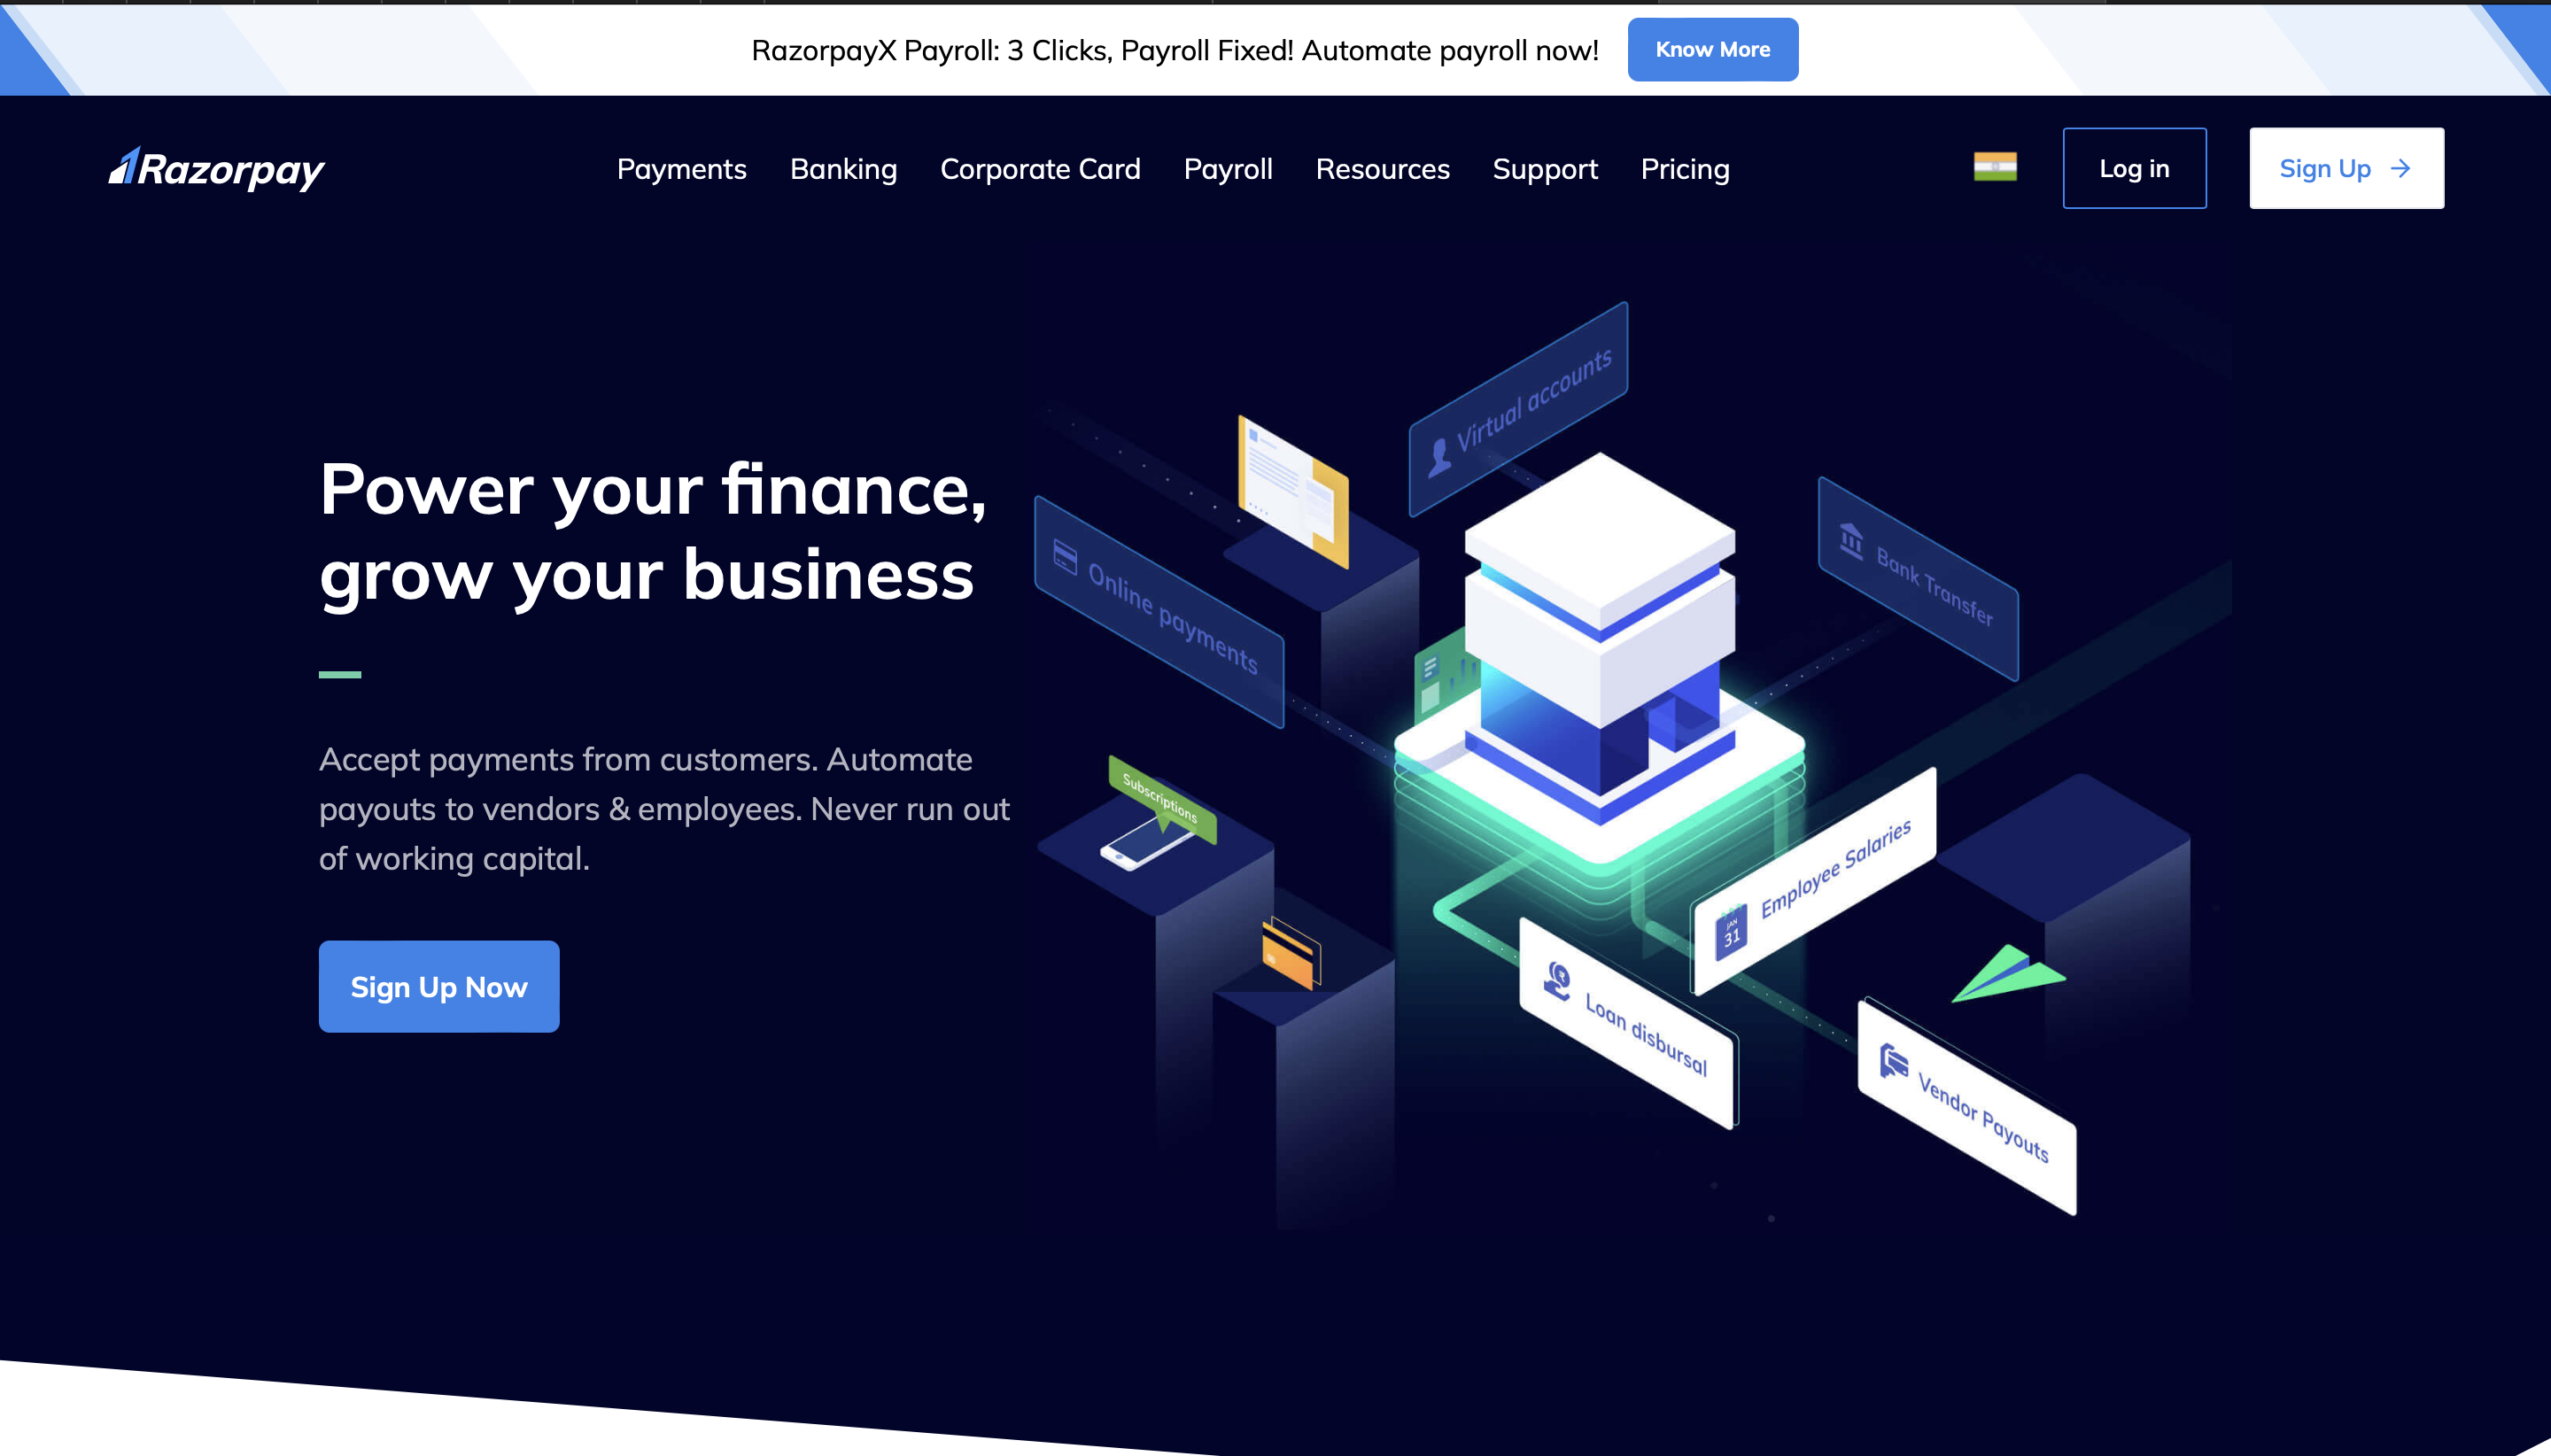 RazorpayX Payroll: 3 Clicks, Payroll Fixed! Automate payroll now!
Know More
Razorpay
Payments
Banking
Corporate Card
Payroll
Resources
Support
Pricing
Log in
Sign Up
Power your finance,
grow your business
Accept payments from customers. Automate
payouts to vendors & employees. Never run out
of working capital.
Sign Up Now
Virtual accounts
Online payments
Bank Transfer
Subscriptions
JAN
31
Employee Salaries
Loan disbursal
Vendor Payouts